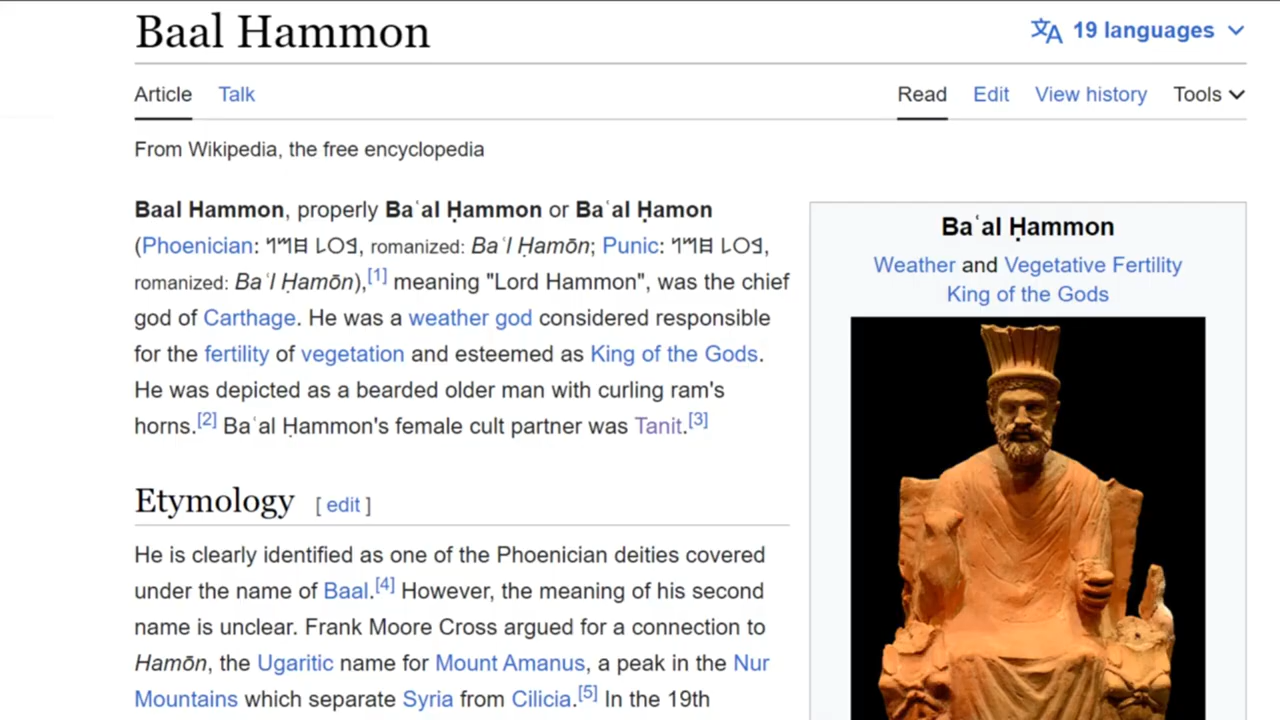 Baal Hammon
19 languages
Article Talk
Read Edit View history Tools
From Wikipedia, the free encyclopedia
Baal Hammon, properly Baʿal Ḥammon or Baʿal Ḥamon
(Phoenician: 𐤁𐤏𐤋 𐤇𐤌𐤍, romanized: Baʿl Ḥamōn; Punic: 𐤁𐤏𐤋 𐤇𐤌𐤍,
romanized: Baʿl Ḥamōn),[1] meaning "Lord Hammon", was the chief
god of Carthage. He was a weather god considered responsible
for the fertility of vegetation and esteemed as King of the Gods.
He was depicted as a bearded older man with curling ram's
horns.[2] Baʿal Ḥammon's female cult partner was Tanit.[3]
Etymology [ edit ]
He is clearly identified as one of the Phoenician deities covered
under the name of Baal.[4] However, the meaning of his second
name is unclear. Frank Moore Cross argued for a connection to
Hamōn, the Ugaritic name for Mount Amanus, a peak in the Nur
Mountains which separate Syria from Cilicia.[5] In the 19th
Baʿal Ḥammon
Weather and Vegetative Fertility
King of the Gods